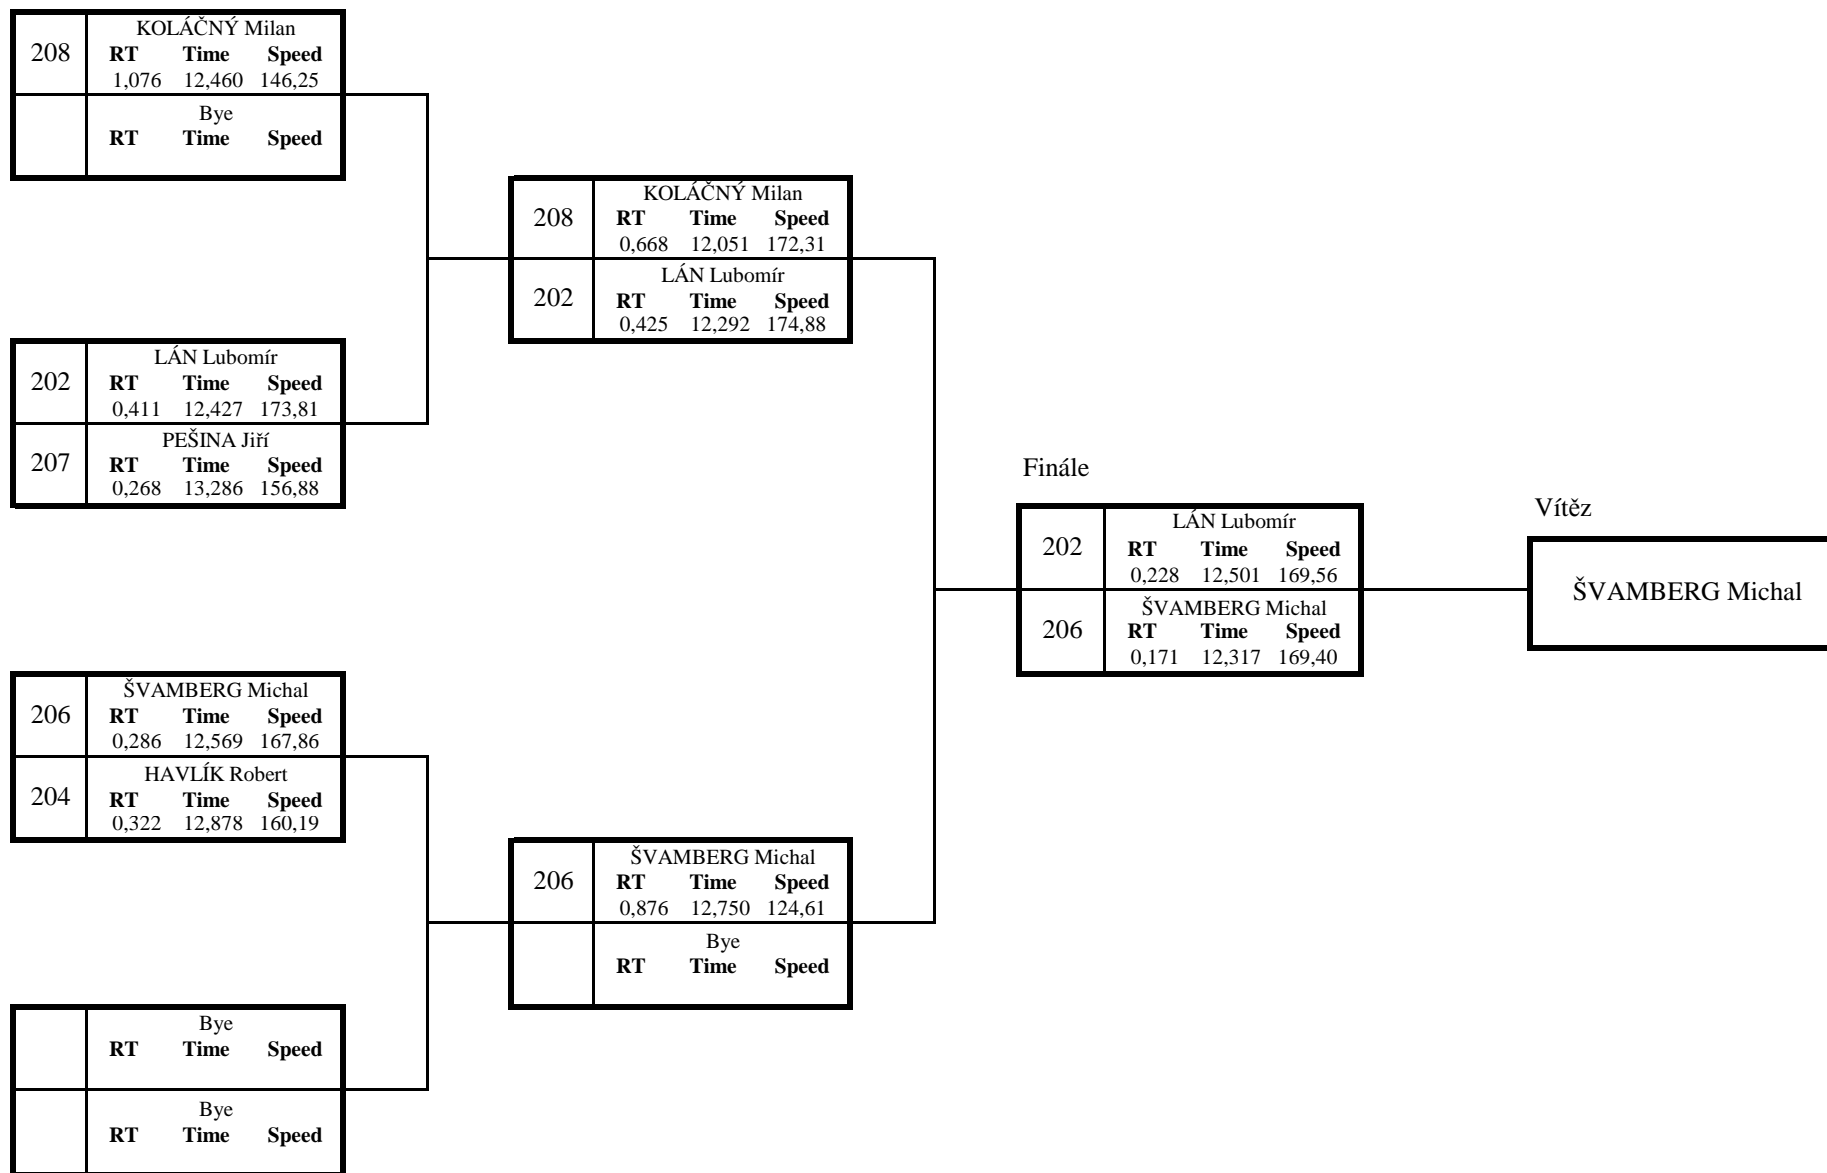 KOLÁČNÝ Milan
208 RT Time Speed
1,076 12,460 146,25
Bye
RT Time Speed
KOLÁČNÝ Milan
208 RT Time Speed
0,668 12,051 172,31
LÁN Lubomír
202 RT Time Speed
0,425 12,292 174,88
LÁN Lubomír
202 RT Time Speed
0,411 12,427 173,81
PEŠINA Jiří
207 RT Time Speed
0,268 13,286 156,88
Finále
LÁN Lubomír
202 RT Time Speed
0,228 12,501 169,56
ŠVAMBERG Michal
206 RT Time Speed
0,171 12,317 169,40
Vítěz
ŠVAMBERG Michal
ŠVAMBERG Michal
206 RT Time Speed
0,286 12,569 167,86
HAVLÍK Robert
204 RT Time Speed
0,322 12,878 160,19
ŠVAMBERG Michal
206 RT Time Speed
0,876 12,750 124,61
Bye
RT Time Speed
Bye
RT Time Speed
Bye
RT Time Speed